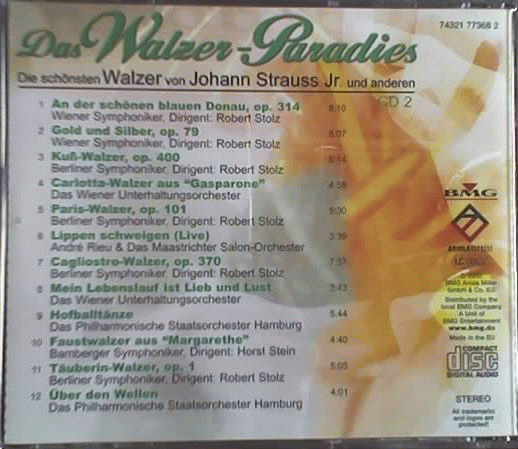 74321 77366 2
Das Walzer-Paradies
Die schönsten Walzer von Johann Strauss Jr. und anderen
CD 2
1 An der schönen blauen Donau, op. 314 8:10
Wiener Symphoniker, Dirigent: Robert Stolz
2 Gold und Silber, op. 79 8:07
Wiener Symphoniker, Dirigent: Robert Stolz
3 Kuß-Walzer, op. 400 8:14
Berliner Symphoniker, Dirigent: Robert Stolz
4 Carlotta-Walzer aus "Gasparone" 4:56
Das Wiener Unterhaltungsorchester
5 Paris-Walzer, op. 101 5:30
Berliner Symphoniker, Dirigent: Robert Stolz
6 Lippen schweigen (Live) 3:39
André Rieu & Das Maastrichter Salon-Orchester
7 Cagliostro-Walzer, op. 370 7:37
Berliner Symphoniker, Dirigent: Robert Stolz
8 Mein Lebenslauf ist Lieb und Lust 3:43
Das Wiener Unterhaltungsorchester
9 Hofballtänze 5:44
Das Philharmonische Staatsorchester Hamburg
10 Faustwalzer aus "Margarethe" 4:40
Bamberger Symphoniker, Dirigent: Horst Stein
11 Täuberin-Walzer, op. 1 5:05
Berliner Symphoniker, Dirigent: Robert Stolz
12 Über den Wellen 4:01
Das Philharmonische Staatsorchester Hamburg
BMG
LC
BMG Ariola Miller
GmbH & Co. KG
Distributed by the
local BMG Company
A Unit of
BMG Entertainment
www.bmg.de
Made in the EU
COMPACT
disc
DIGITAL AUDIO
STEREO
All trademarks
and logos are
protected!